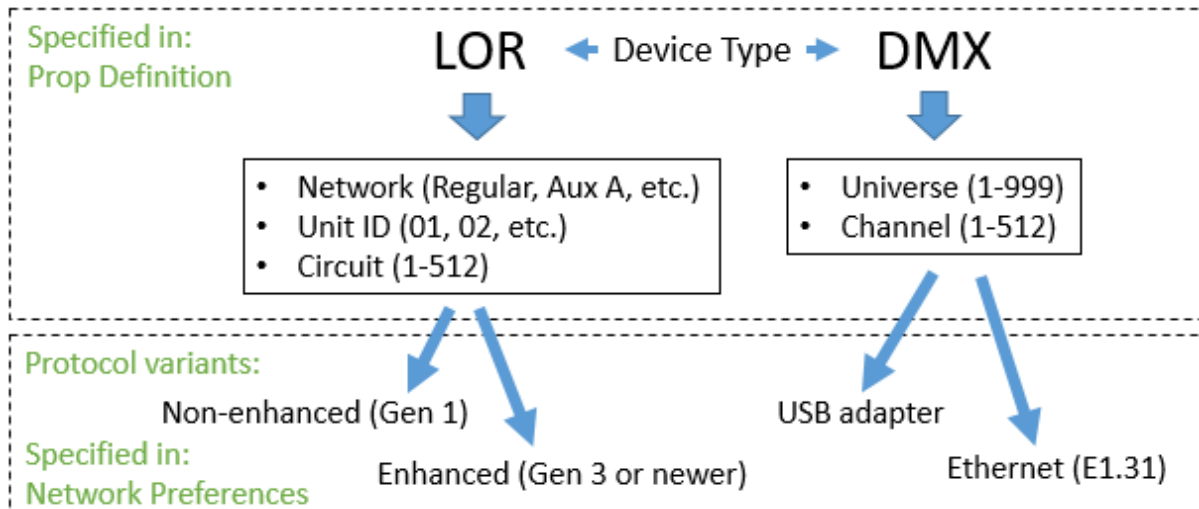 Specified in:
Prop Definition
LOR Device Type DMX
• Network (Regular, Aux A, etc.)
• Unit ID (01, 02, etc.)
• Circuit (1-512)
• Universe (1-999)
• Channel (1-512)
Protocol variants:
Non-enhanced (Gen 1)
USB adapter
Specified in:
Network Preferences
Enhanced (Gen 3 or newer)
Ethernet (E1.31)